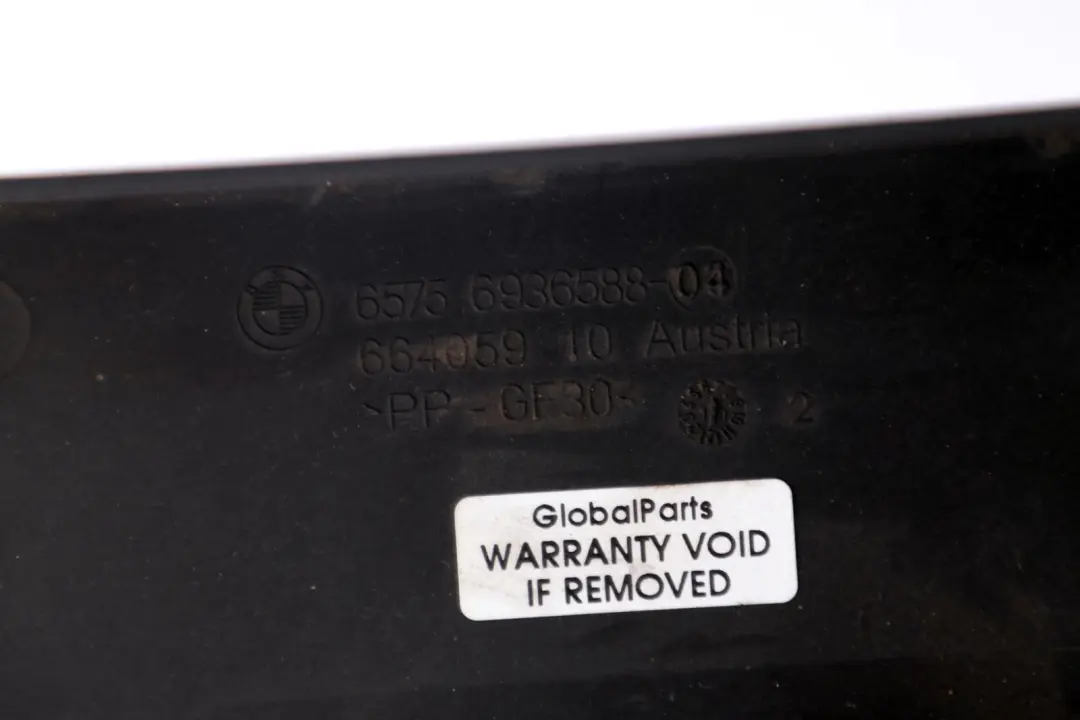 6575 6936588-04
664059 10 Austria
>PP-GF30< 2
GlobalParts
WARRANTY VOID
IF REMOVED